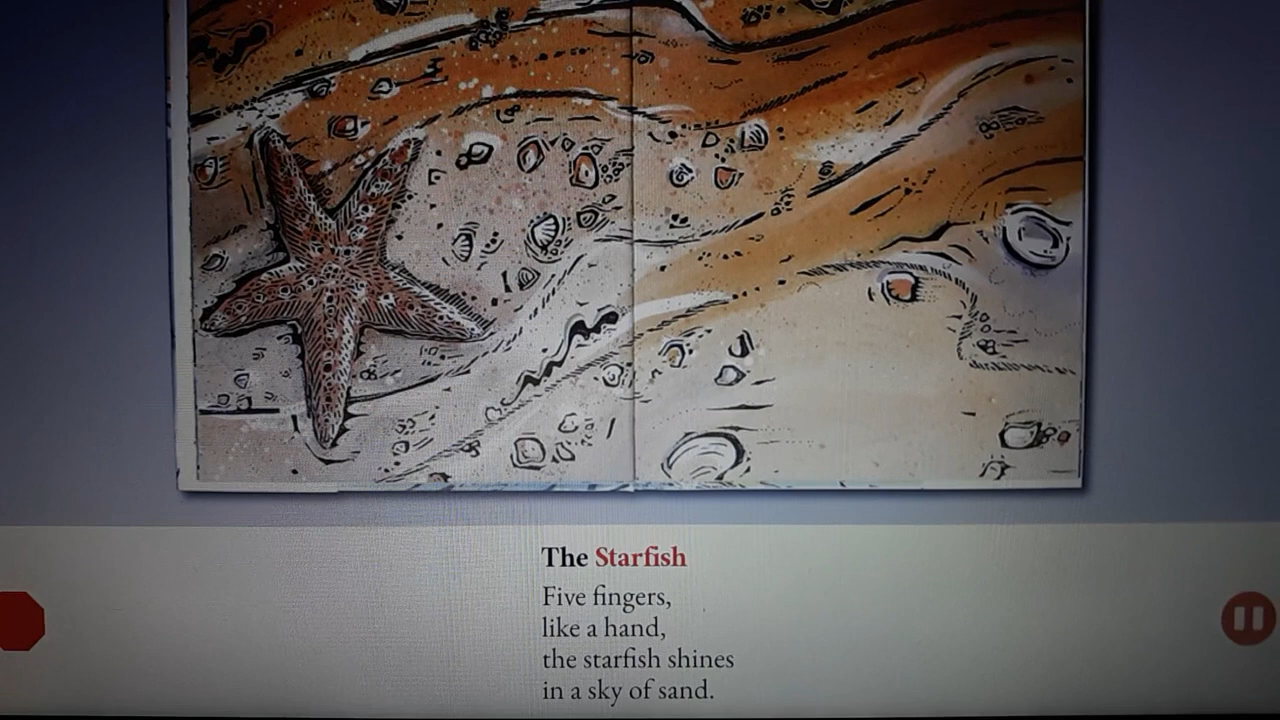 The Starfish
Five fingers,
like a hand,
the starfish shines
in a sky of sand.